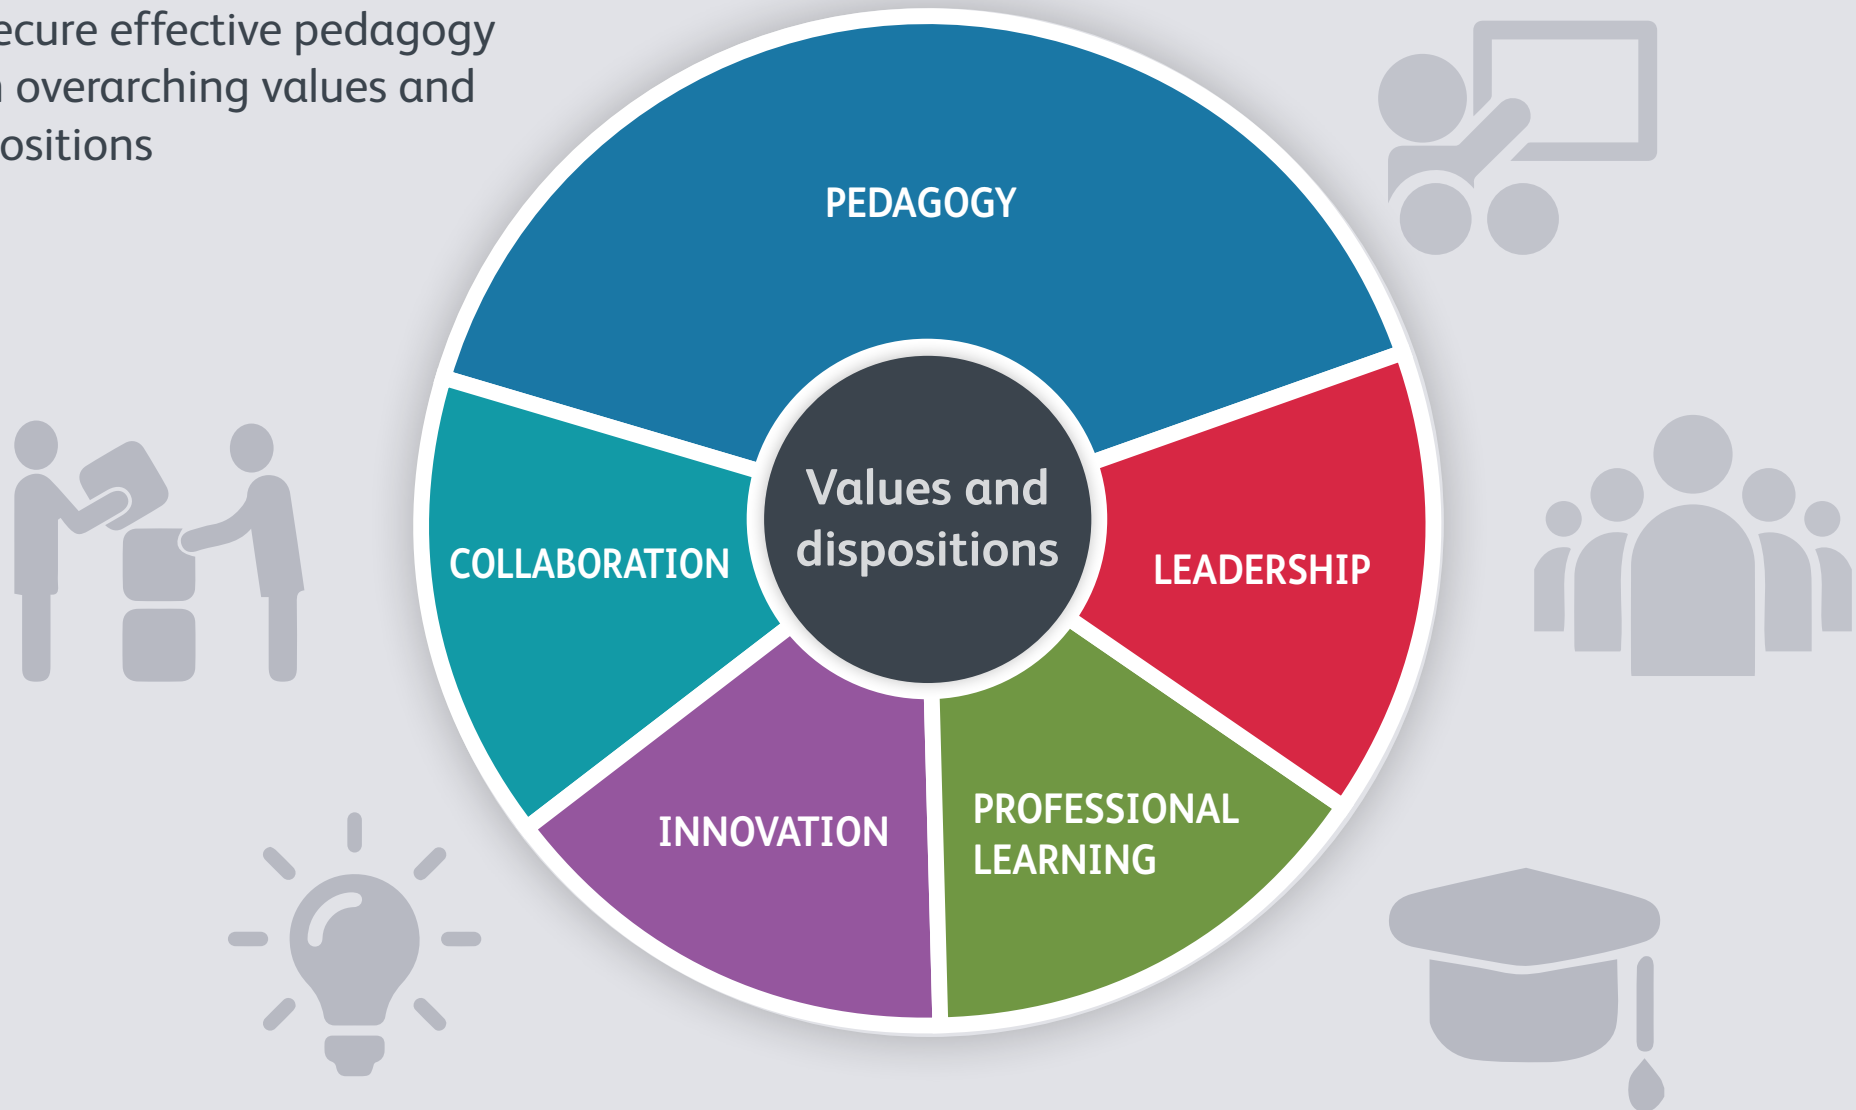 ecure effective pedagogy
overarching values and
ositions
PEDAGOGY
COLLABORATION
Values and
dispositions
LEADERSHIP
INNOVATION
PROFESSIONAL
LEARNING